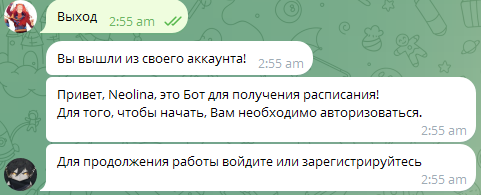 Выход
2:55 am
Вы вышли из своего аккаунта!
2:55 am
Привет, Neolina, это Бот для получения расписания!
Для того, чтобы начать, Вам необходимо авторизоваться.
2:55 am
Для продолжения работы войдите или зарегистрируйтесь
2:55 am